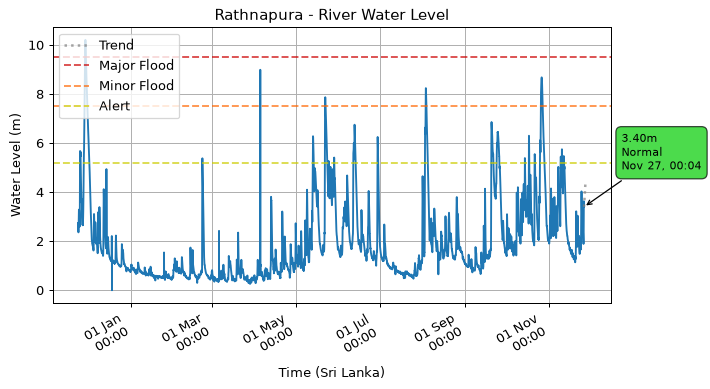 Rathnapura - River Water Level
Trend
Major Flood
Minor Flood
Alert
3.40m
Normal
Nov 27, 00:04
Water Level (m)
10
8
6
4
2
0
01 Jan
00:00
01 Mar
00:00
01 May
00:00
01 Jul
00:00
01 Sep
00:00
01 Nov
00:00
Time (Sri Lanka)